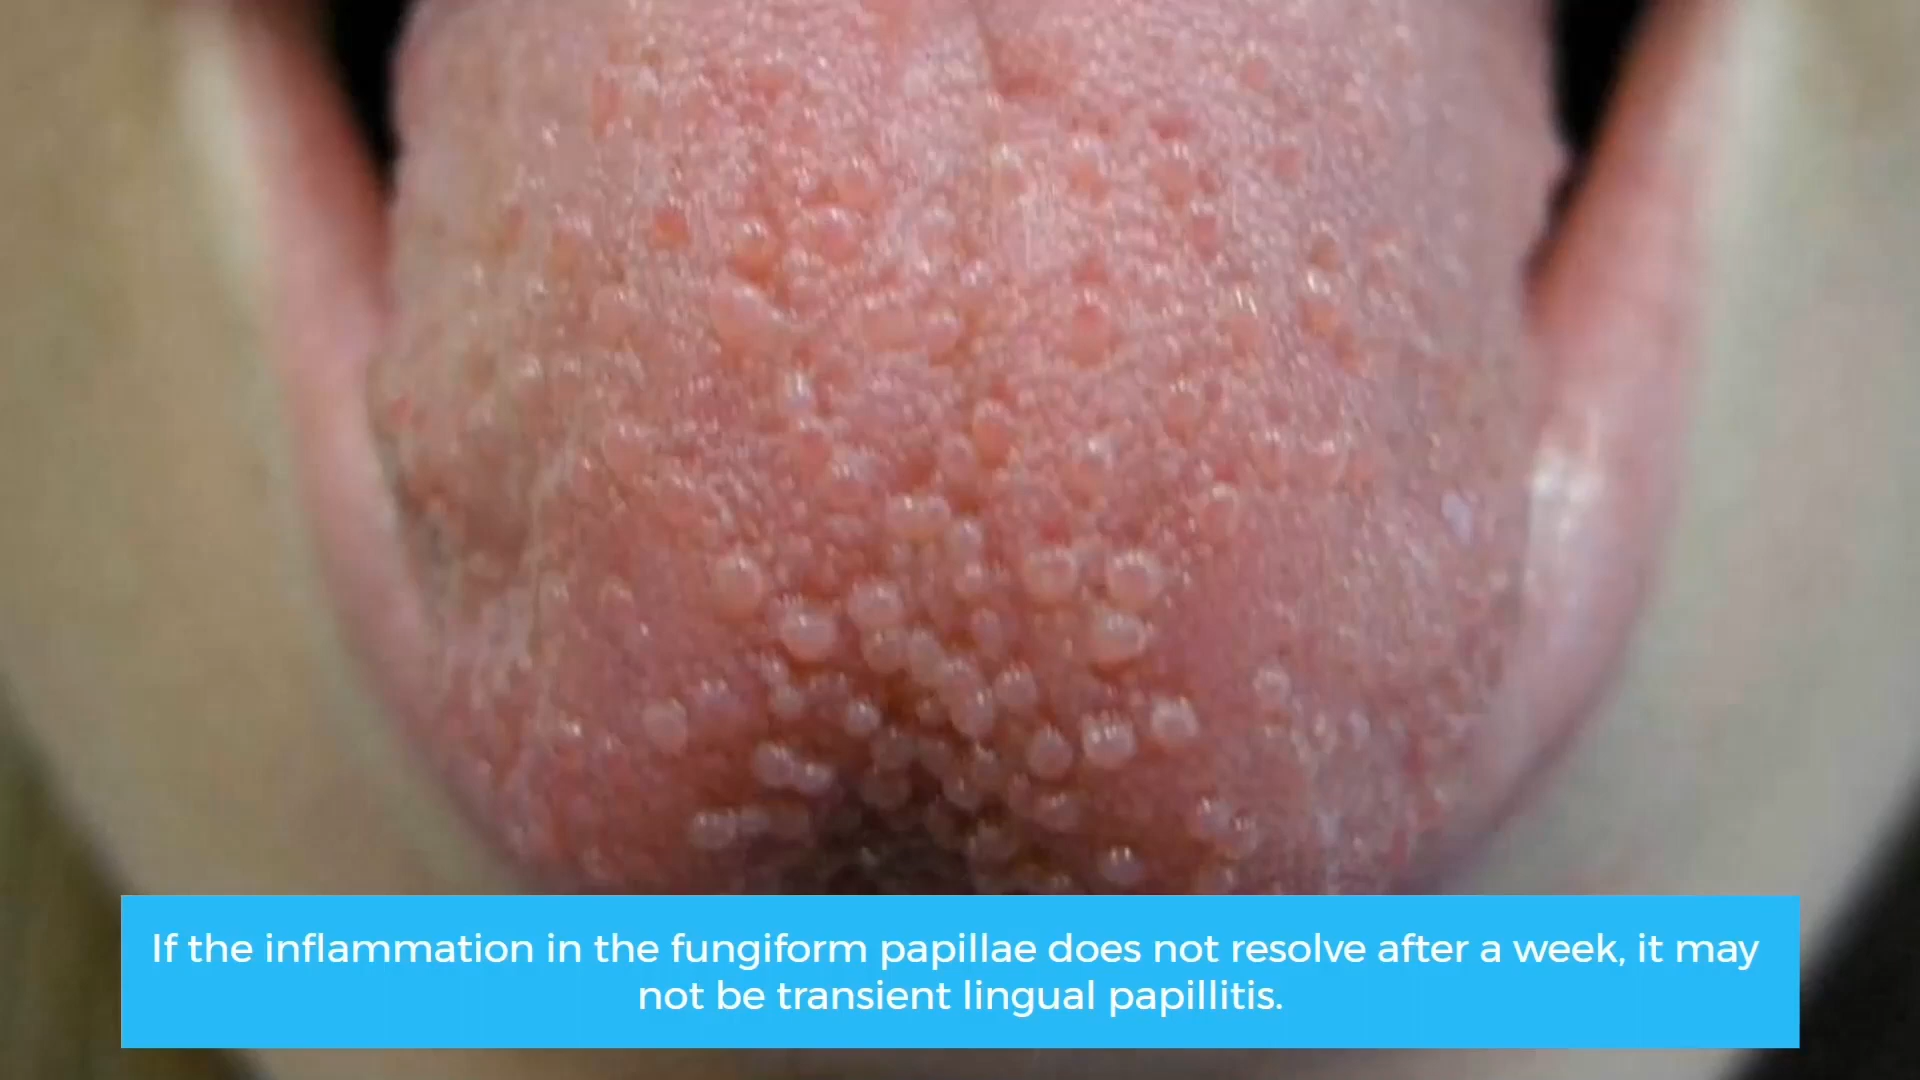 If the inflammation in the fungiform papillae does not resolve after a week, it may
not be transient lingual papillitis.